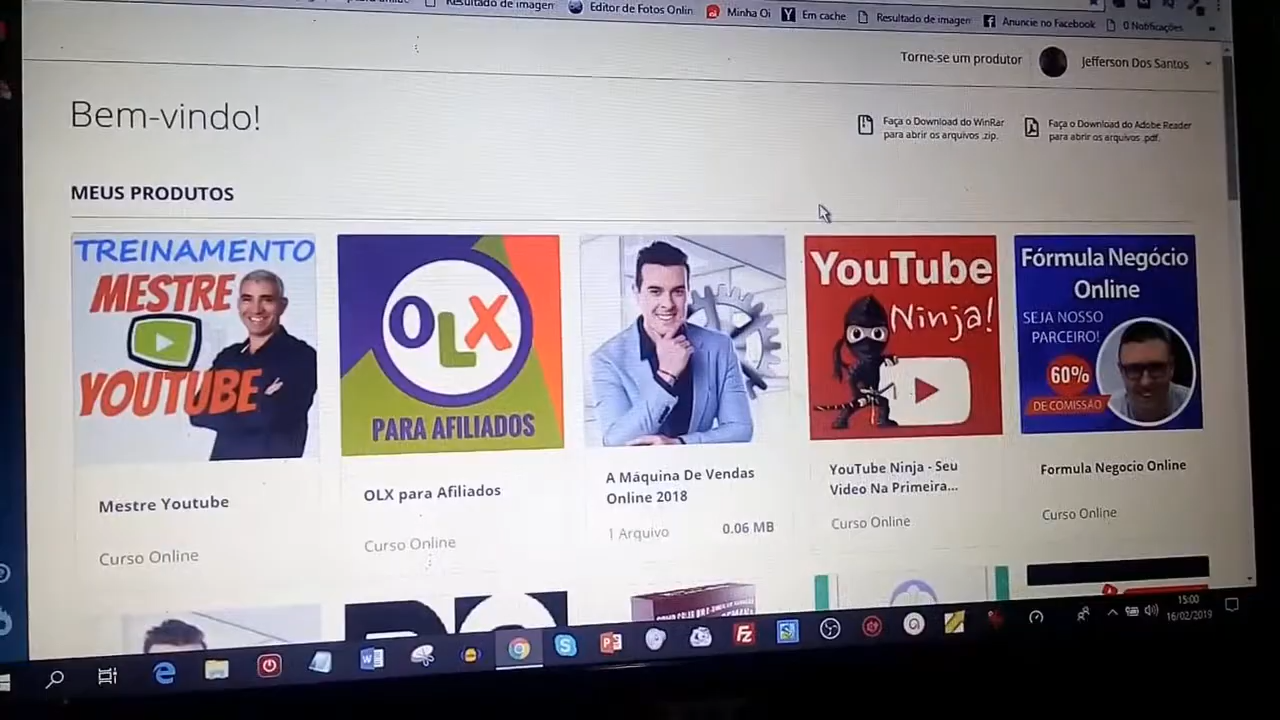 Resultado de imagen
Editor de Fotos Onlin
Minha Oi
Em cache
Resultado de imagen
Anuncie no Facebook
0 Notificações
Torne-se um produtor
Jefferson Dos Santos
Bem-vindo!
Faça o Download do WinRar
para abrir os arquivos .zip.
Faça o Download do Adobe Reader
para abrir os arquivos .pdf.
MEUS PRODUTOS
TREINAMENTO
MESTRE
YOUTUBE
OLX
PARA AFILIADOS
YouTube
Ninja!
Fórmula Negócio
Online
SEJA NOSSO
PARCEIRO!
60%
DE COMISSÃO
Mestre Youtube
Curso Online
OLX para Afiliados
Curso Online
A Máquina De Vendas
Online 2018
1 Arquivo
0.06 MB
YouTube Ninja - Seu
Video Na Primeira...
Curso Online
Formula Negocio Online
Curso Online
15:00
16/02/2019